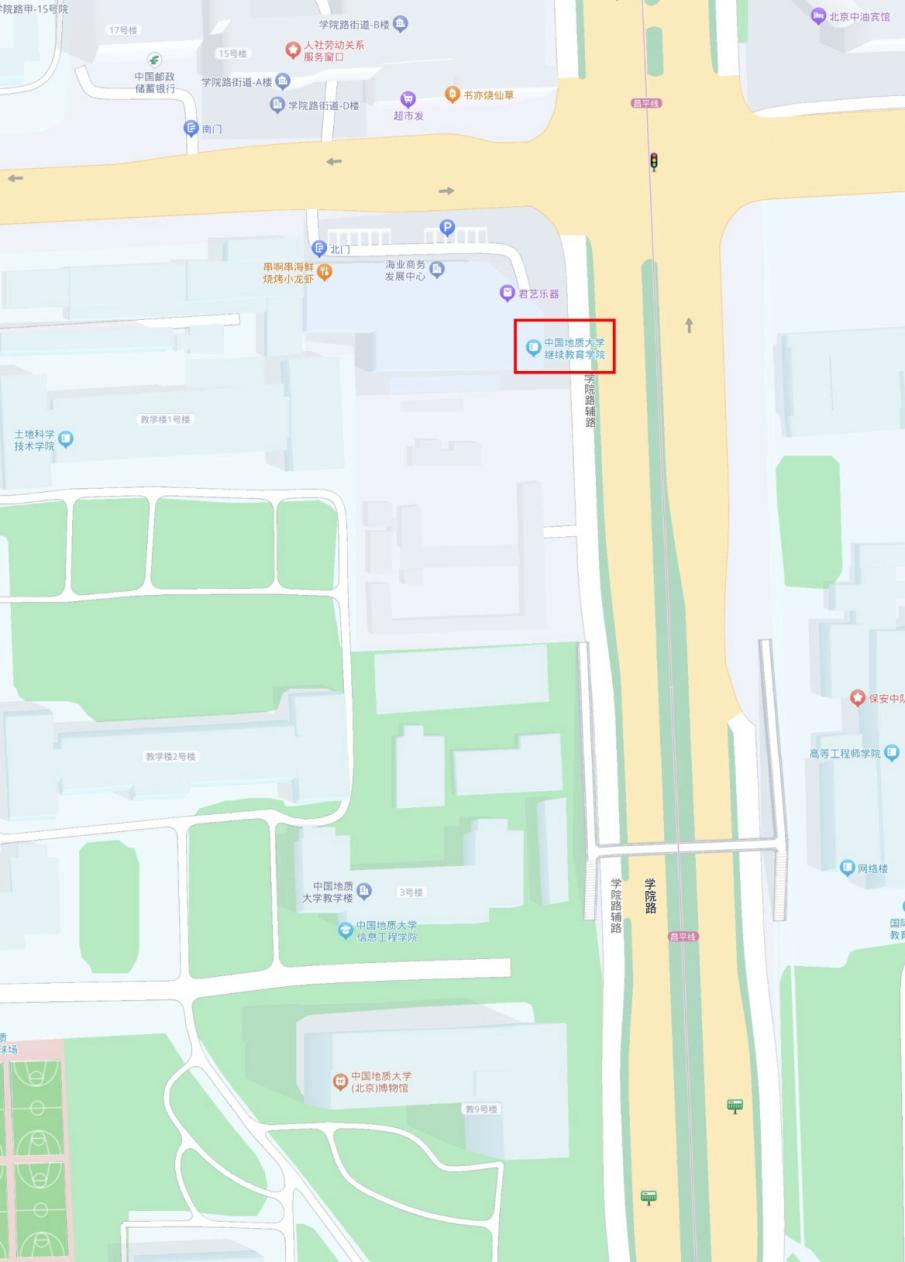 学院路甲-15号院
17号楼
学院路街道-B楼
北京中油宾馆
15号楼
人社劳动关系
服务窗口
中国邮政
储蓄银行
学院路街道-A楼
学院路街道-D楼
书亦烧仙草
超市发
昌平线
南门
P
北门
串啊串海鲜
烧烤小龙虾
海业商务
发展中心
君艺乐器
中国地质大学
继续教育学院
学院路辅路
教学楼1号楼
土地科学
技术学院
保安中队
教学楼2号楼
高等工程师学院
网络楼
中国地质
大学教学楼
3号楼
学院路辅路
学院路
中国地质大学
信息工程学院
昌平线
国际
教育
质
球场
中国地质大学
(北京)博物馆
教9号楼